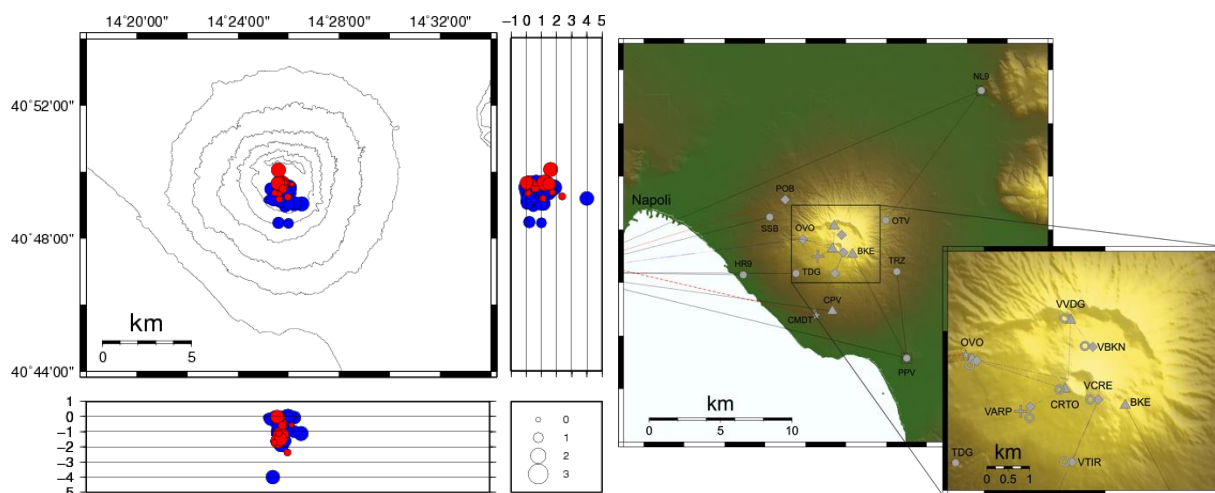 14°20'00" 14°24'00" 14°28'00" 14°32'00"
−1 0 1 2 3 4 5
40°52'00"
40°48'00"
40°44'00"
km
0 5
1
0
−1
−2
−3
−4
5
0
1
2
3
NL9
Napoli
POB
SSB
OVO
OTV
BKE
HR9
TDG
TRZ
CPV
CMDT
PPV
km
0 5 10
VVDG
OVO
VBKN
VCRE
CRTO
BKE
VARP
TDG
VTIR
km
0 0.5 1